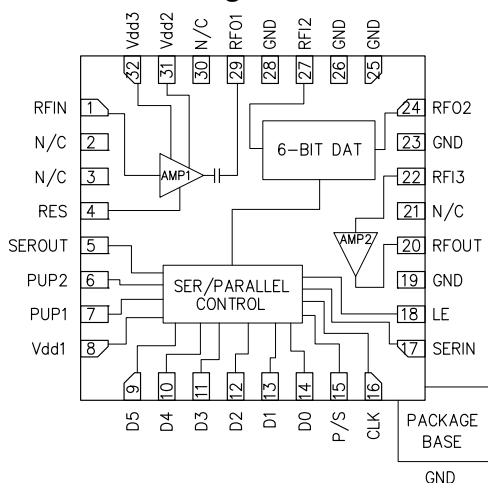 Vdd3 Vdd2 N/C RFO1 GND RFI2 GND GND
32 31 30 29 28 27 26 25
RFIN 1
N/C 2
N/C 3
RES 4
SEROUT 5
PUP2 6
PUP1 7
Vdd1 8
AMP1
6-BIT DAT
AMP2
SER/PARALLEL
CONTROL
24 RFO2
23 GND
22 RFI3
21 N/C
20 RFOUT
19 GND
18 LE
17 SERIN
9 10 11 12 13 14 15 16
D5 D4 D3 D2 D1 D0 P/S CLK
PACKAGE
BASE
GND